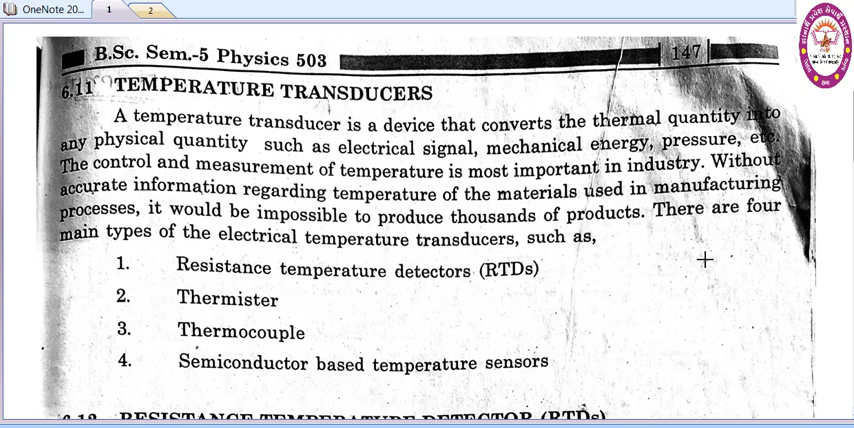 OneNote 20... 1 2
B.Sc. Sem.-5 Physics 503 147
6.11 TEMPERATURE TRANSDUCERS
A temperature transducer is a device that converts the thermal quantity into
any physical quantity such as electrical signal, mechanical energy, pressure, etc.
The control and measurement of temperature is most important in industry. Without
accurate information regarding temperature of the materials used in manufacturing
processes, it would be impossible to produce thousands of products. There are four
main types of the electrical temperature transducers, such as,
1. Resistance temperature detectors (RTDs)
2. Thermister
3. Thermocouple
4. Semiconductor based temperature sensors
RESISTANCE TEMPERATURE DETECTOR (RTDs)